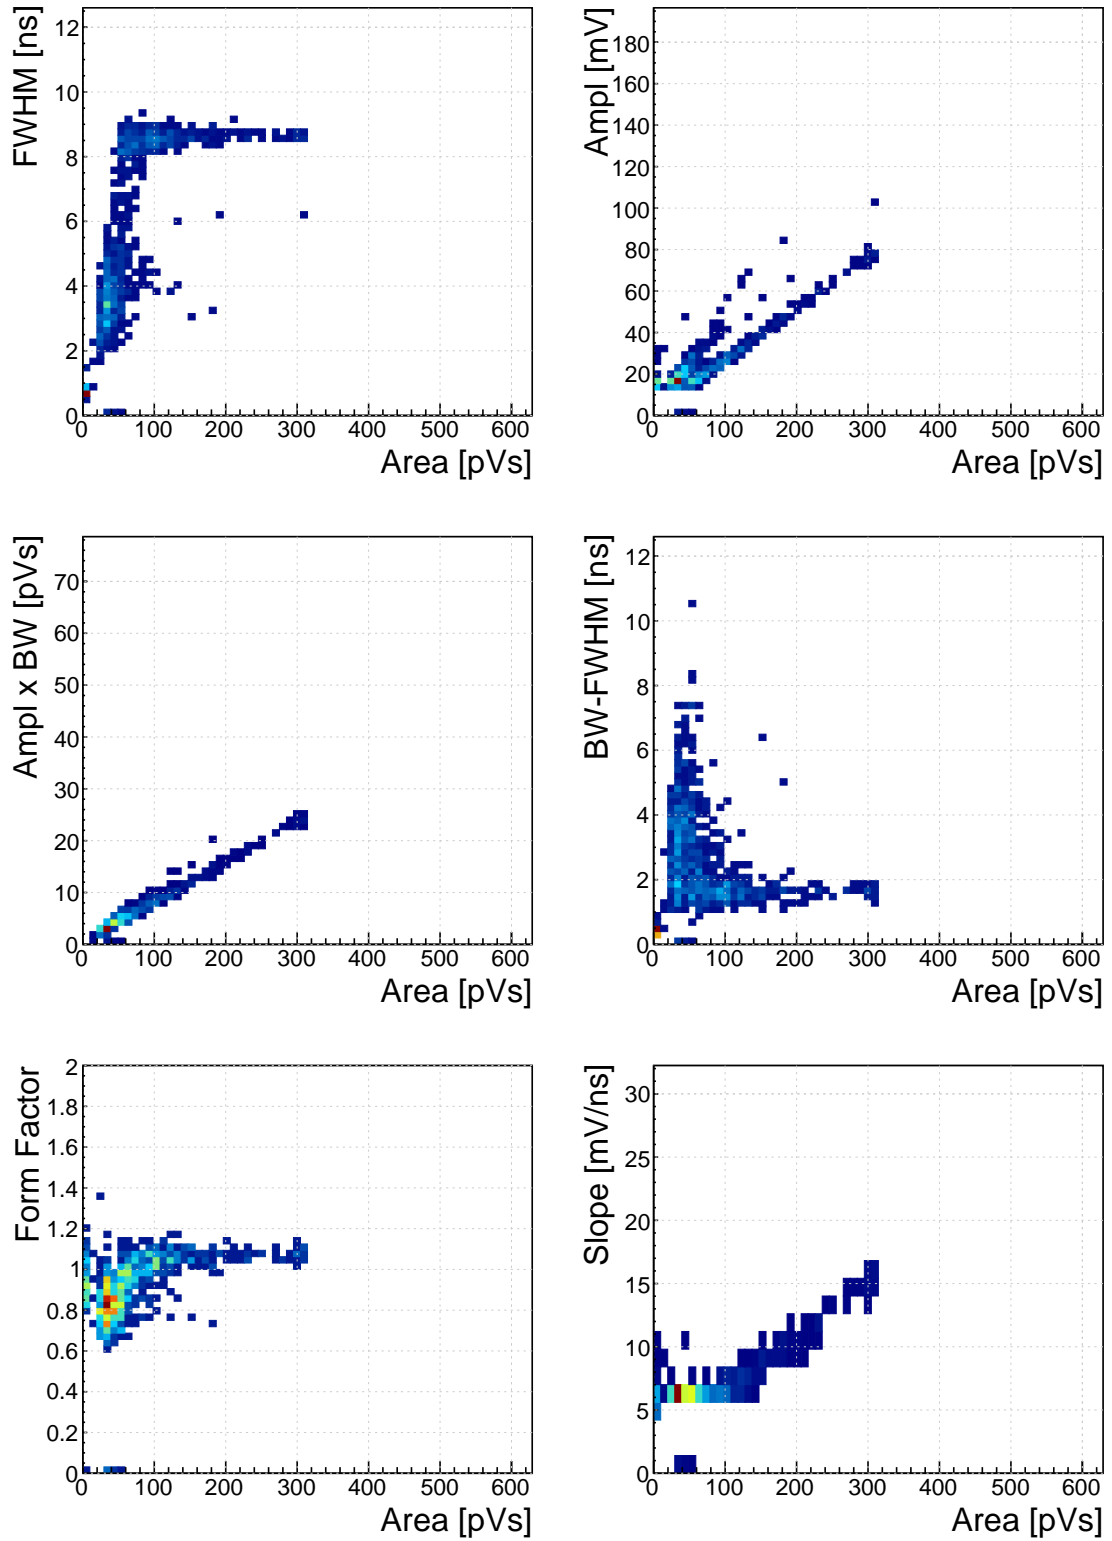 FWHM [ns]
12
10
8
6
4
2
0
0 100 200 300 400 500 600
Area [pVs]
Ampl [mV]
180
160
140
120
100
80
60
40
20
0
0 100 200 300 400 500 600
Area [pVs]
Ampl x BW [pVs]
70
60
50
40
30
20
10
0
0 100 200 300 400 500 600
Area [pVs]
BW-FWHM [ns]
12
10
8
6
4
2
0
0 100 200 300 400 500 600
Area [pVs]
Form Factor
2
1.8
1.6
1.4
1.2
1
0.8
0.6
0.4
0.2
0
0 100 200 300 400 500 600
Area [pVs]
Slope [mV/ns]
30
25
20
15
10
5
0
0 100 200 300 400 500 600
Area [pVs]